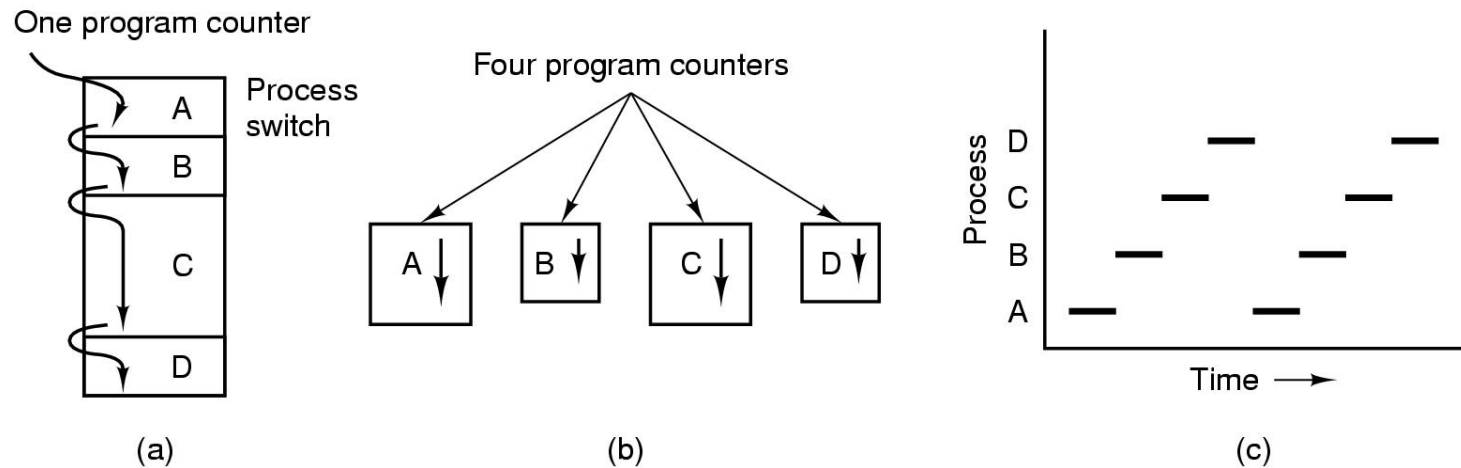 One program counter
A
Process
switch
B
C
D
(a)
Four program counters
A
B
C
D
(b)
Process
D
C
B
A
Time
(c)